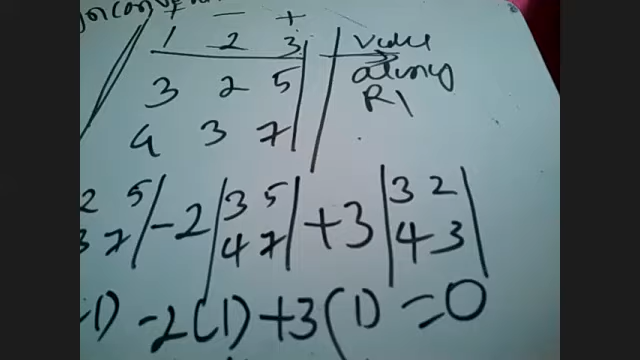 + - +
1 2 3 value
3 2 5 along
4 3 7 R1
2 5 -2 3 5 +3 3 2
3 7 4 7 4 3
-1) -2(1) +3(1) = 0